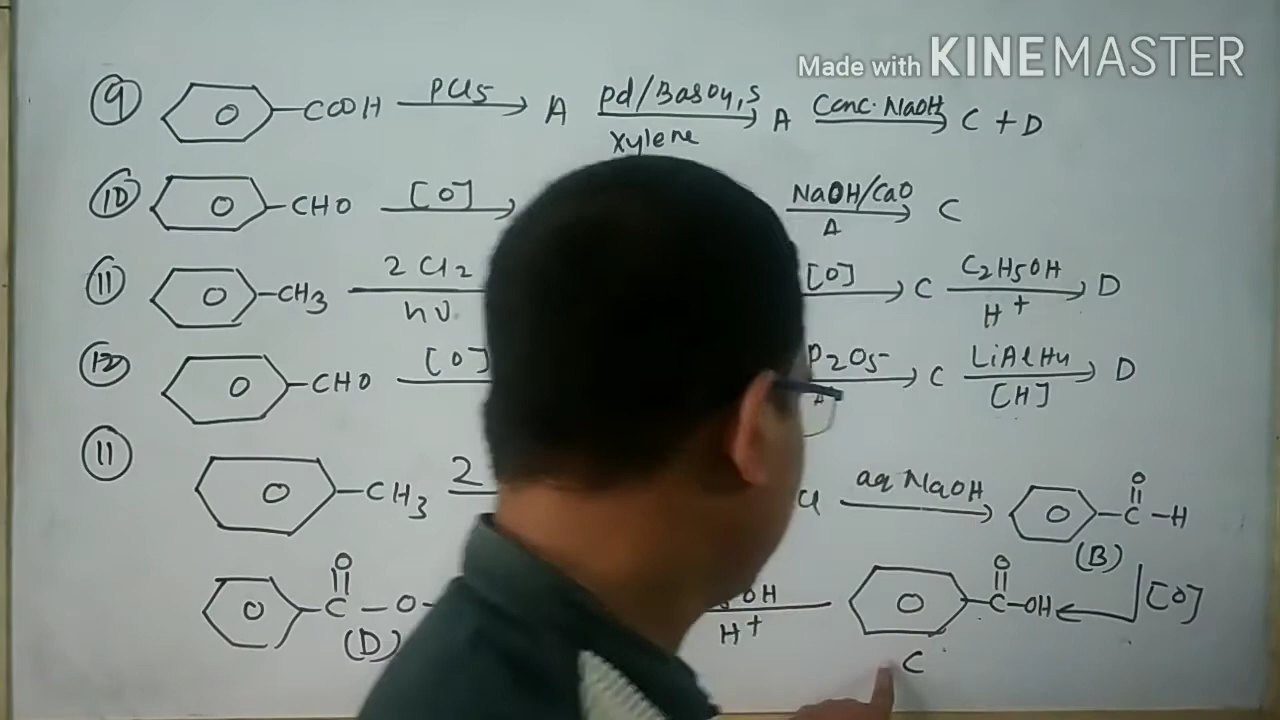 Made with KINEMASTER
⑨ COOH PCl5 A Pd/BaSO4, S xylene A Conc. NaOH C + D
⑩ CHO [O] NaOH/CaO Δ C
⑪ CH3 2 Cl2 hν [O] C C2H5OH H+ D
⑫ CHO [O] P2O5 C LiAlH4 [H] D
⑪ CH3 2 aq NaOH O C H (B)
O C O (D) OH H+ O C OH C [O]